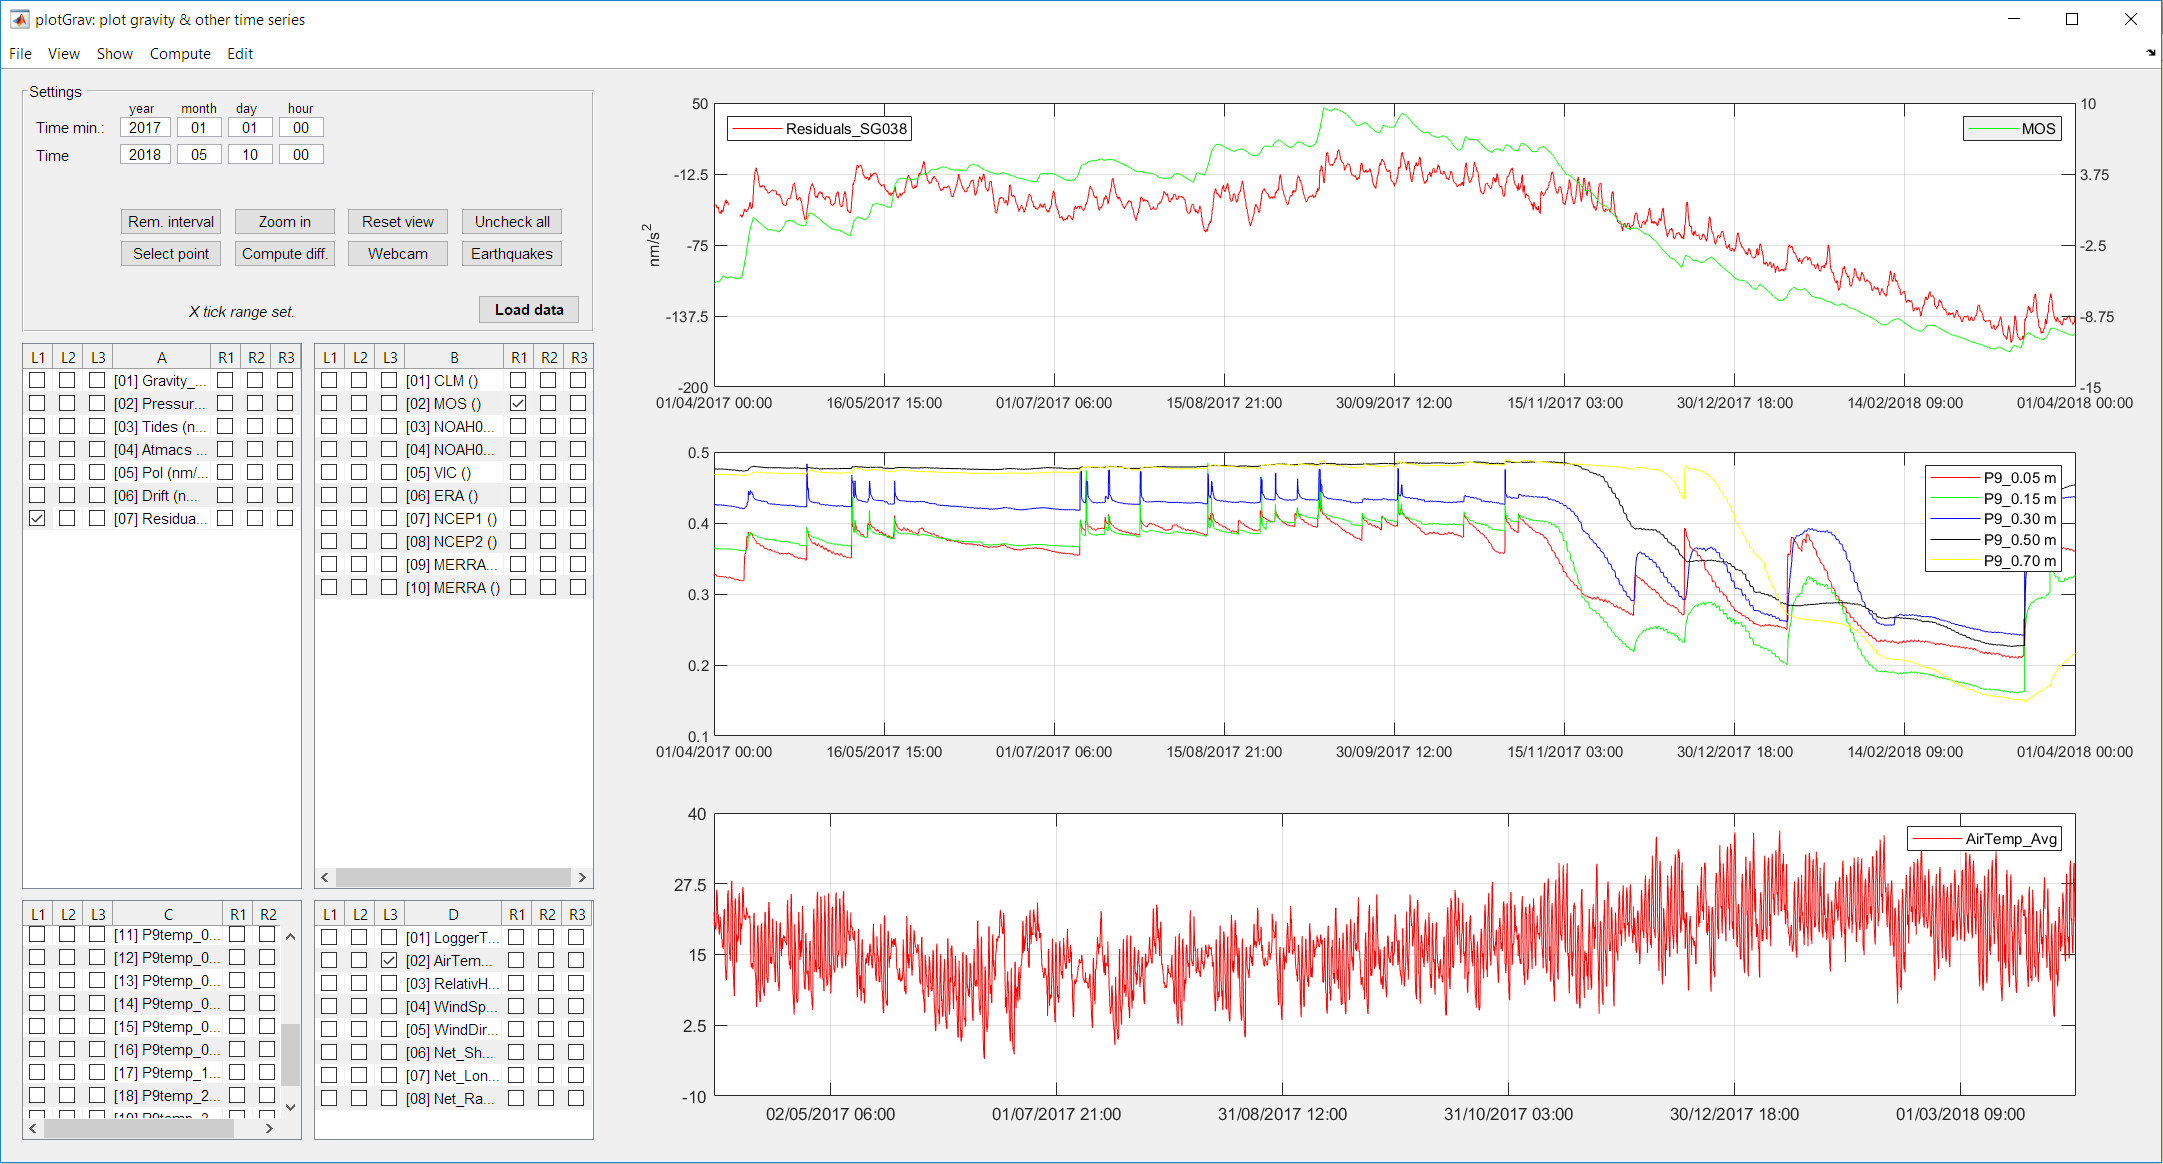 plotGrav: plot gravity & other time series
File View Show Compute Edit
Settings
year month day hour
Time min.: 2017 01 01 00
Time 2018 05 10 00
Rem. interval Zoom in Reset view Uncheck all
Select point Compute diff. Webcam Earthquakes
X tick range set. Load data
L1 L2 L3 A R1 R2 R3
[01] Gravity_...
[02] Pressur...
[03] Tides (n...
[04] Atmacs ...
[05] Pol (nm/...
[06] Drift (n...
[07] Residua...
L1 L2 L3 B R1 R2 R3
[01] CLM ()
[02] MOS ()
[03] NOAH0...
[04] NOAH0...
[05] VIC ()
[06] ERA ()
[07] NCEP1 ()
[08] NCEP2 ()
[09] MERRA...
[10] MERRA ()
L1 L2 L3 C R1 R2
[11] P9temp_0...
[12] P9temp_0...
[13] P9temp_0...
[14] P9temp_0...
[15] P9temp_0...
[16] P9temp_0...
[17] P9temp_1...
[18] P9temp_2...
L1 L2 L3 D R1 R2 R3
[01] LoggerT...
[02] AirTem...
[03] RelativH...
[04] WindSp...
[05] WindDir...
[06] Net_Sh...
[07] Net_Lon...
[08] Net_Ra...
50
-12.5
-75
-137.5
-200
nm/s2
Residuals_SG038
MOS
10
3.75
-2.5
-8.75
-15
01/04/2017 00:00 16/05/2017 15:00 01/07/2017 06:00 15/08/2017 21:00 30/09/2017 12:00 15/11/2017 03:00 30/12/2017 18:00 14/02/2018 09:00 01/04/2018 00:00
0.5
0.4
0.3
0.2
0.1
P9_0.05 m
P9_0.15 m
P9_0.30 m
P9_0.50 m
P9_0.70 m
01/04/2017 00:00 16/05/2017 15:00 01/07/2017 06:00 15/08/2017 21:00 30/09/2017 12:00 15/11/2017 03:00 30/12/2017 18:00 14/02/2018 09:00 01/04/2018 00:00
40
27.5
15
2.5
-10
AirTemp_Avg
02/05/2017 06:00 01/07/2017 21:00 31/08/2017 12:00 31/10/2017 03:00 30/12/2017 18:00 01/03/2018 09:00